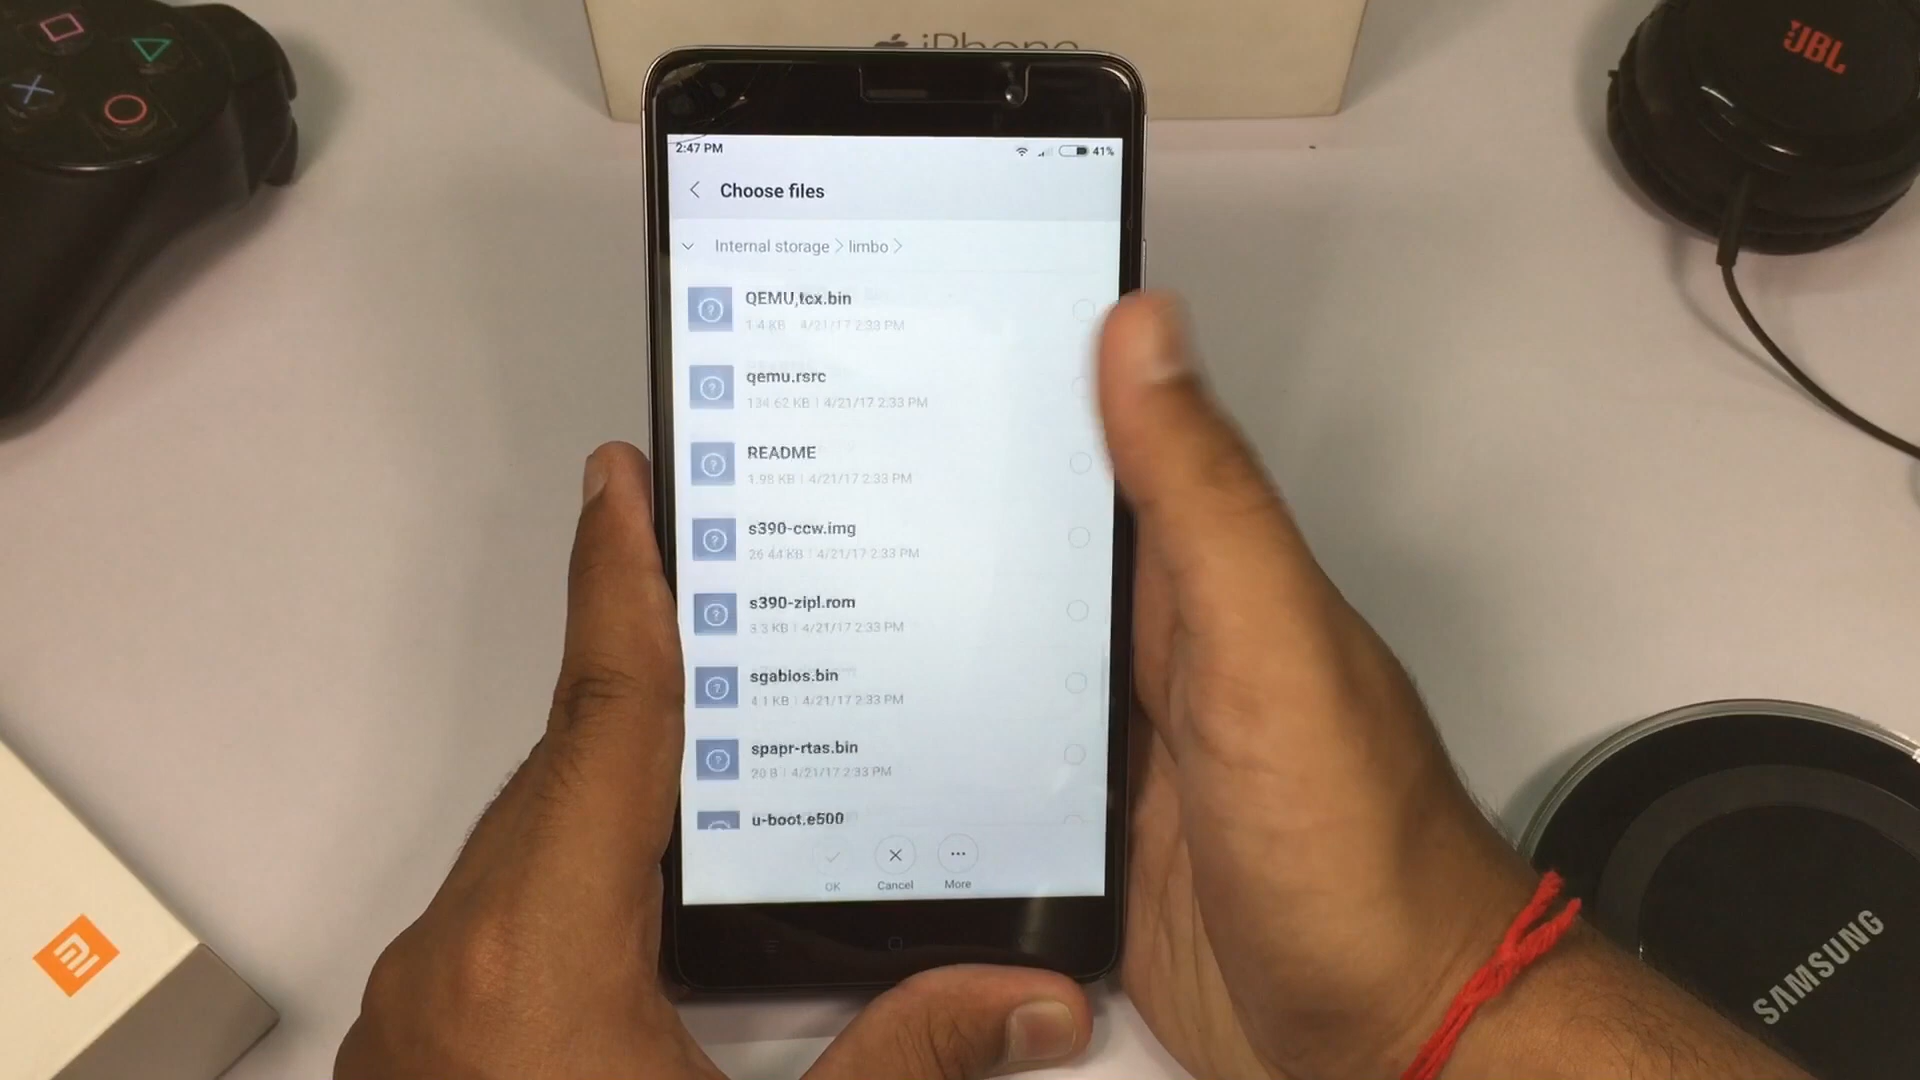 iPhone
JBL
2:47 PM
41%
Choose files
Internal storage > limbo >
QEMU,tcx.bin
1.4 KB | 4/21/17 2:33 PM
qemu.rsrc
134.62 KB | 4/21/17 2:33 PM
README
1.98 KB | 4/21/17 2:33 PM
s390-ccw.img
26.44 KB | 4/21/17 2:33 PM
s390-zipl.rom
3.3 KB | 4/21/17 2:33 PM
sgabios.bin
4.1 KB | 4/21/17 2:33 PM
spapr-rtas.bin
20 B | 4/21/17 2:33 PM
u-boot.e500
OK
Cancel
More
SAMSUNG